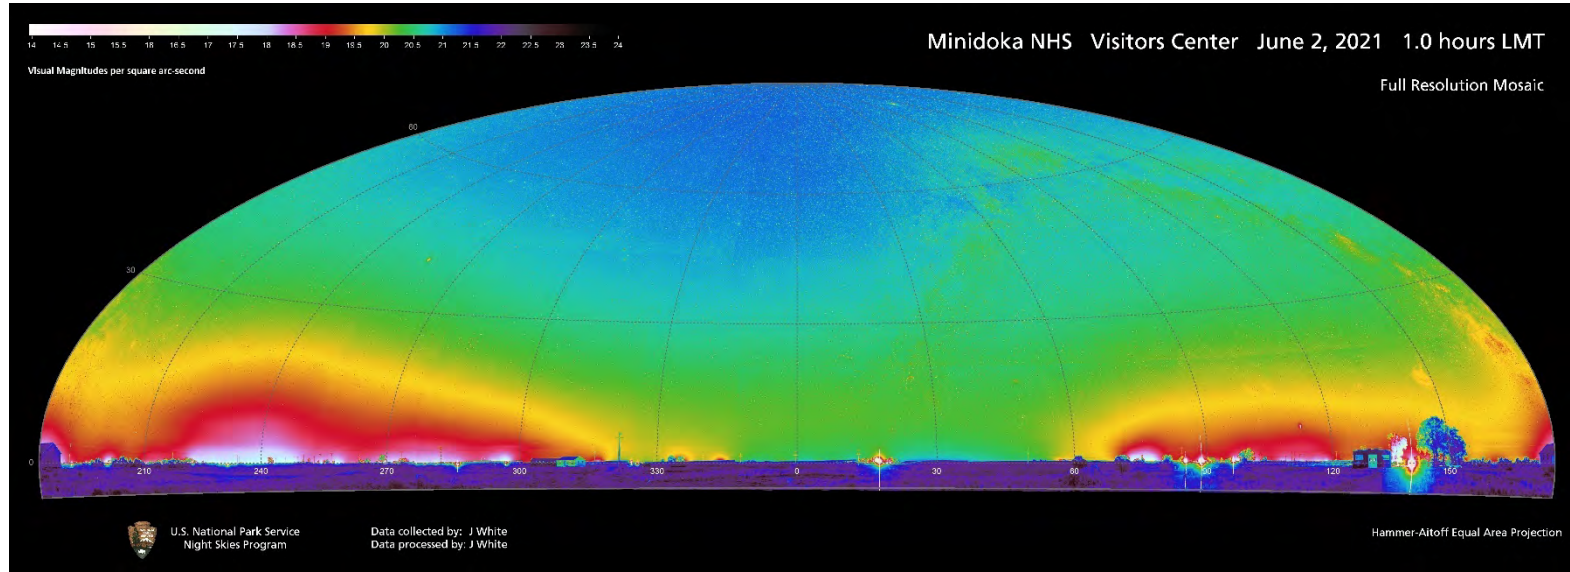 14 14.5 15 15.5 16 16.5 17 17.5 18 18.5 19 19.5 20 20.5 21 21.5 22 22.5 23 23.5 24
Visual Magnitudes per square arc-second
Minidoka NHS Visitors Center June 2, 2021 1.0 hours LMT
Full Resolution Mosaic
60
30
0
210 240 270 300 330 0 30 60 90 120 150
U.S. National Park Service
Night Skies Program
Data collected by: J White
Data processed by: J White
Hammer-Aitoff Equal Area Projection